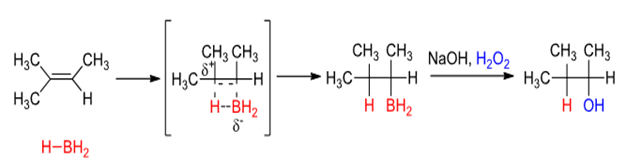 H₃C CH₃
H₃C H
H–BH₂
CH₃ CH₃
δ⁺
H₃C H
H--BH₂
δ⁻
CH₃ CH₃
H₃C H
H BH₂
NaOH, H₂O₂
CH₃ CH₃
H₃C H
H OH